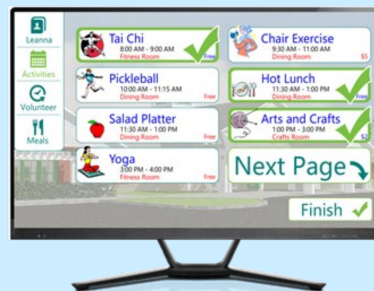 Leanna
Activities
Volunteer
Meals
Tai Chi
8:00 AM - 9:00 AM
Fitness Room
Free
Pickleball
10:00 AM - 11:15 AM
Dining Room
Free
Salad Platter
11:30 AM - 1:00 PM
Dining Room
Free
Yoga
3:00 PM - 4:00 PM
Fitness Room
Free
Chair Exercise
9:30 AM - 11:00 AM
Dining Room
$5
Hot Lunch
11:30 AM - 1:00 PM
Dining Room
Free
Arts and Crafts
1:00 PM - 3:00 PM
Crafts Room
$2
Next Page
Finish